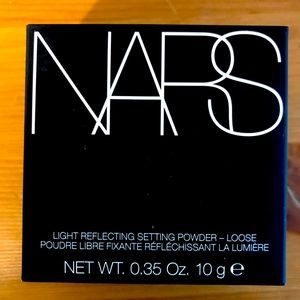 NARS
LIGHT REFLECTING SETTING POWDER – LOOSE
POUDRE LIBRE FIXANTE RÉFLÉCHISSANT LA LUMIÈRE
NET WT. 0.35 Oz. 10 g ℮